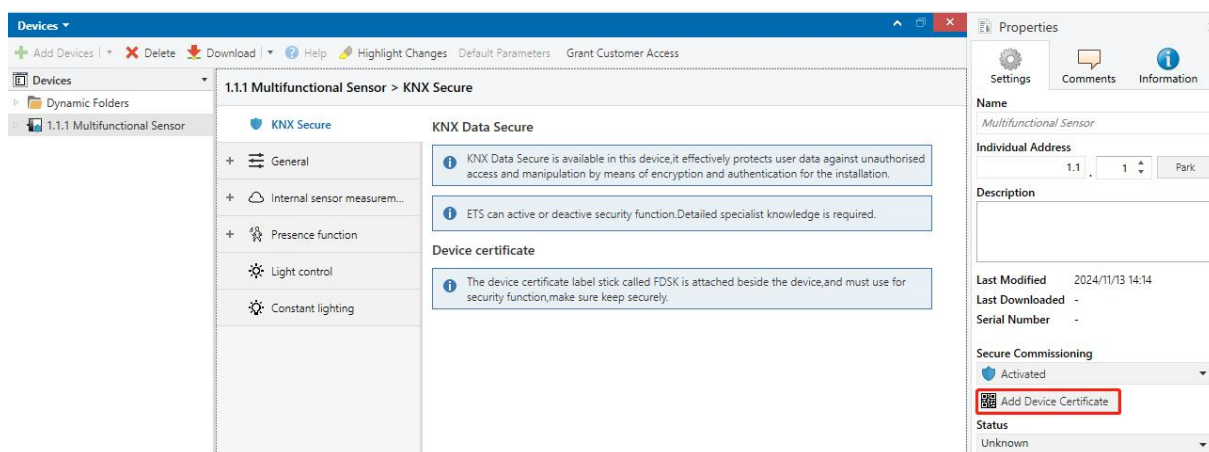 Devices
Add Devices Delete Download Help Highlight Changes Default Parameters Grant Customer Access
Devices
Dynamic Folders
1.1.1 Multifunctional Sensor
1.1.1 Multifunctional Sensor > KNX Secure
KNX Secure
General
Internal sensor measurem...
Presence function
Light control
Constant lighting
KNX Data Secure
KNX Data Secure is available in this device,it effectively protects user data against unauthorised
access and manipulation by means of encryption and authentication for the installation.
ETS can active or deactive security function.Detailed specialist knowledge is required.
Device certificate
The device certificate label stick called FDSK is attached beside the device,and must use for
security function,make sure keep securely.
Properties
Settings Comments Information
Name
Multifunctional Sensor
Individual Address
1.1 . 1 Park
Description
Last Modified 2024/11/13 14:14
Last Downloaded -
Serial Number -
Secure Commissioning
Activated
Add Device Certificate
Status
Unknown